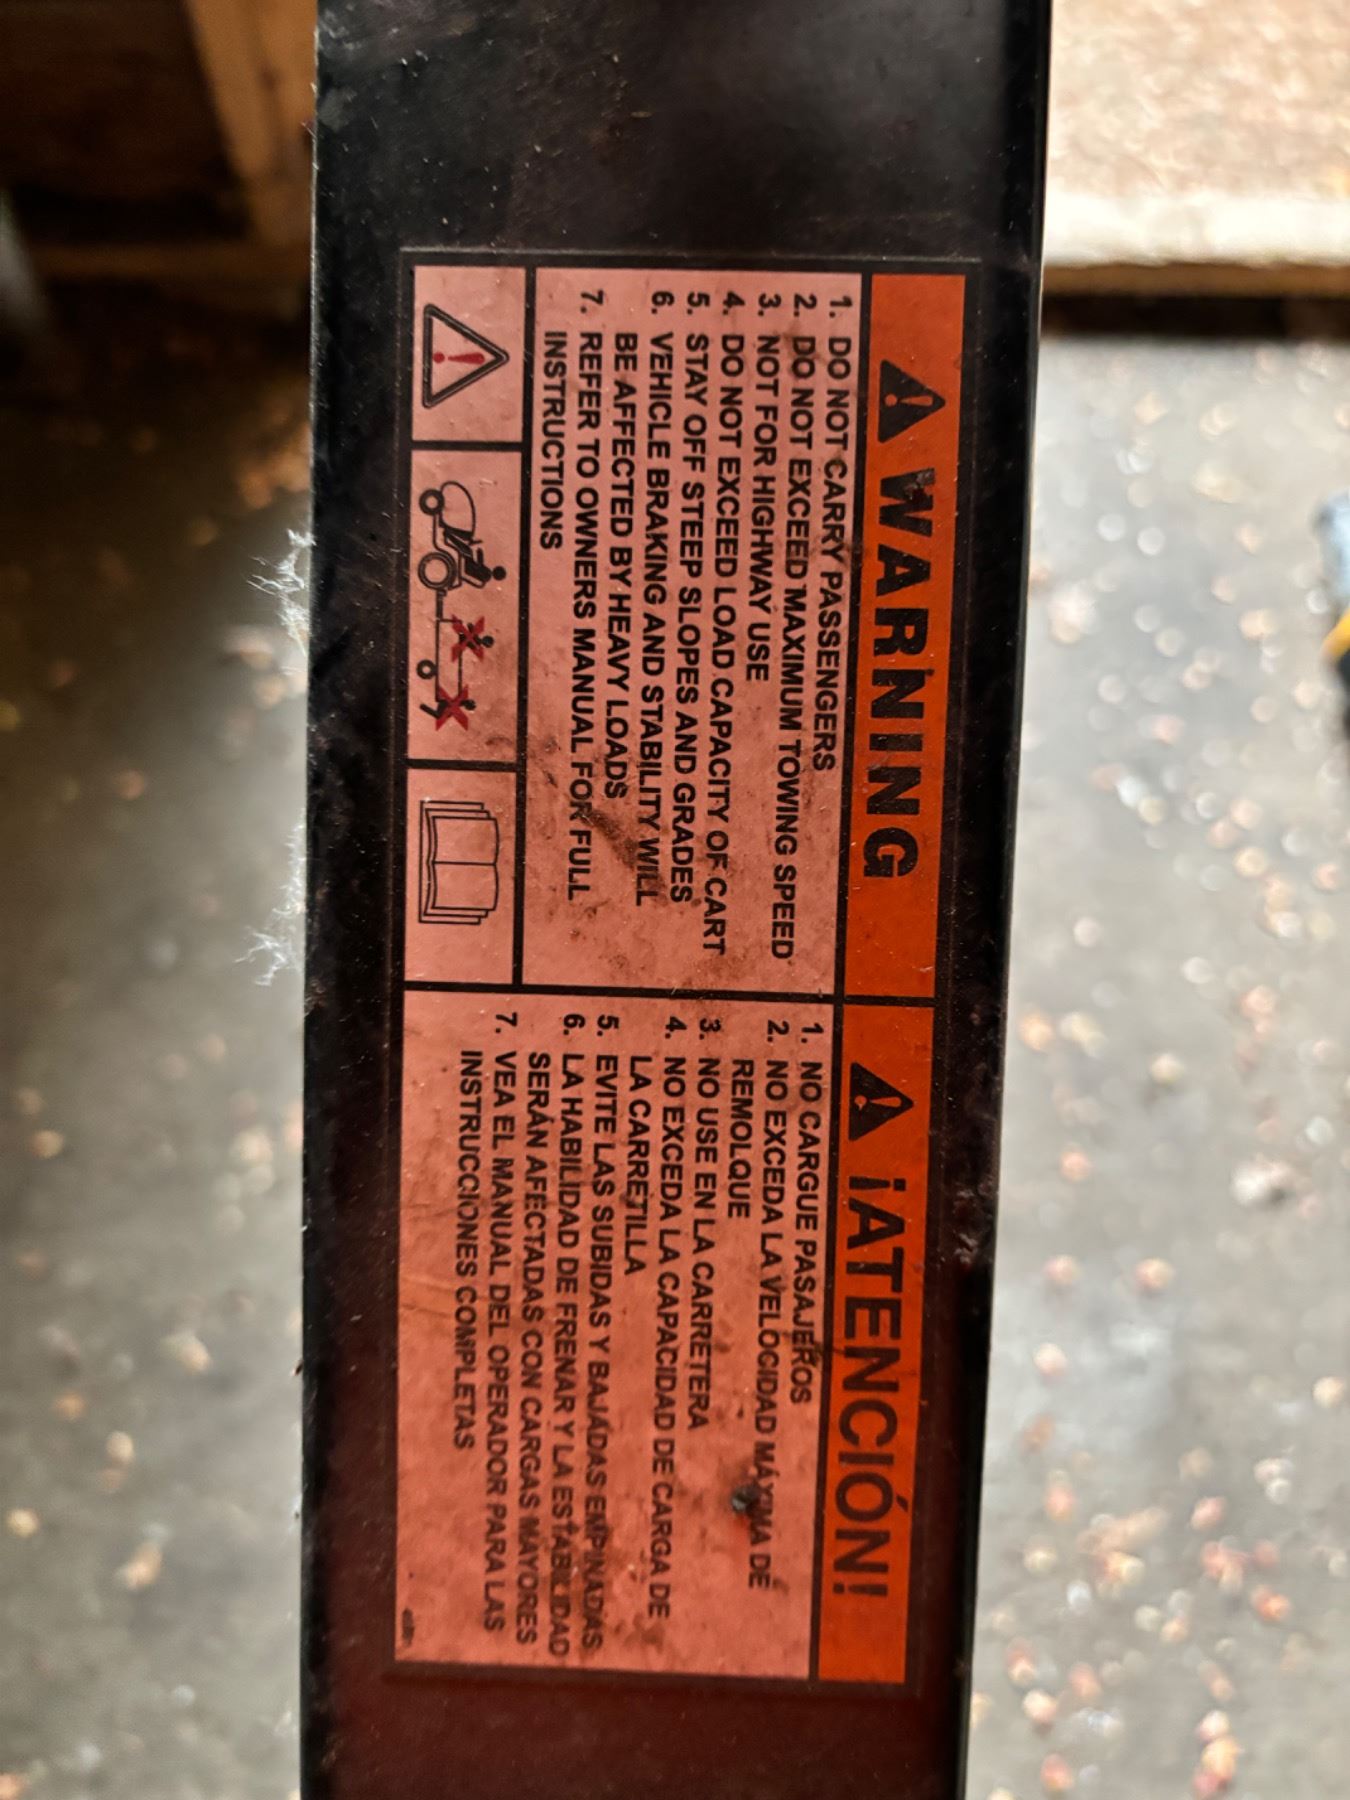 WARNING
1. DO NOT CARRY PASSENGERS
2. DO NOT EXCEED MAXIMUM TOWING SPEED
3. NOT FOR HIGHWAY USE
4. DO NOT EXCEED LOAD CAPACITY OF CART
5. STAY OFF STEEP SLOPES AND GRADES
6. VEHICLE BRAKING AND STABILITY WILL
BE AFFECTED BY HEAVY LOADS
7. REFER TO OWNERS MANUAL FOR FULL
INSTRUCTIONS
¡ATENCIÓN!
1. NO CARGUE PASAJEROS
2. NO EXCEDA LA VELOCIDAD MÁXIMA DE
REMOLQUE
3. NO USE EN LA CARRETERA
4. NO EXCEDA LA CAPACIDAD DE CARGA DE
LA CARRETILLA
5. EVITE LAS SUBIDAS Y BAJADAS EMPINADAS
6. LA HABILIDAD DE FRENAR Y LA ESTABILIDAD
SERÁN AFECTADAS CON CARGAS MAYORES
7. VEA EL MANUAL DEL OPERADOR PARA LAS
INSTRUCCIONES COMPLETAS